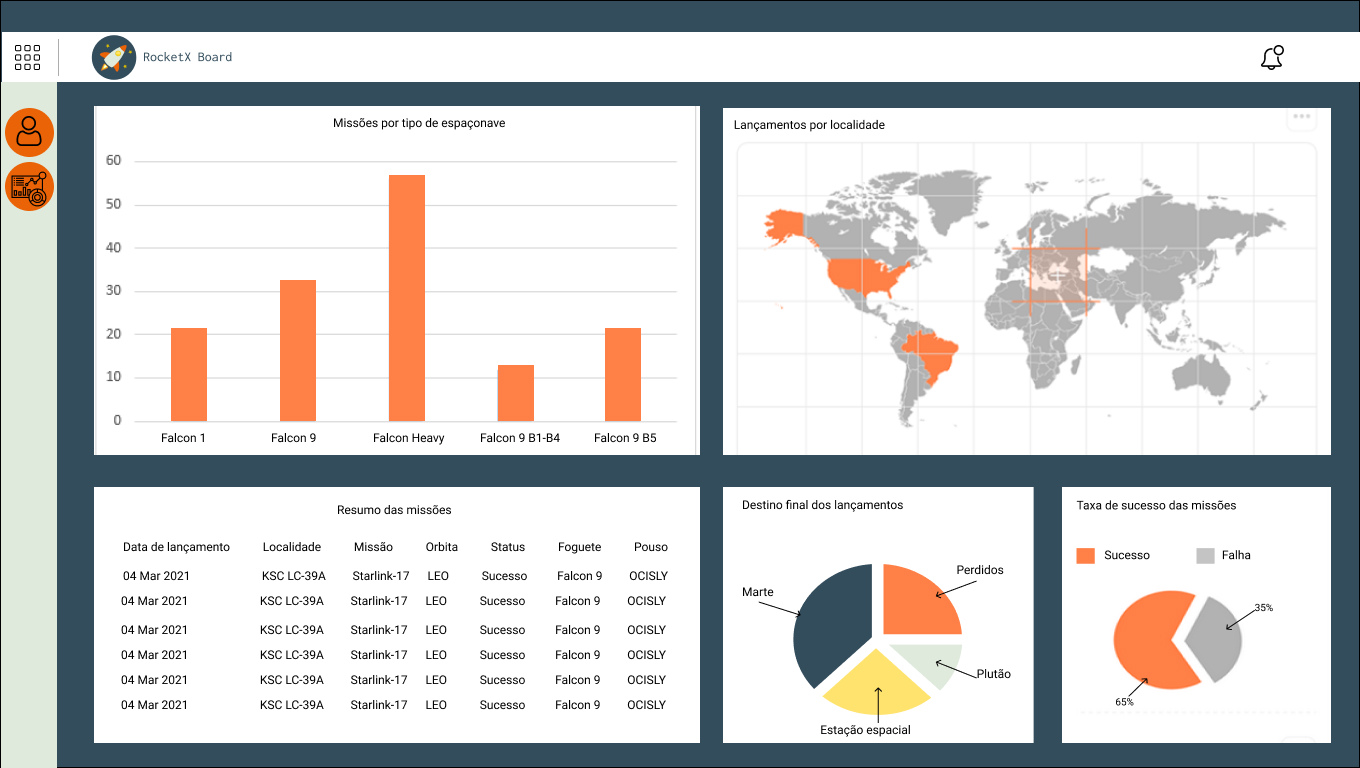 RocketX Board
Missões por tipo de espaçonave
60
50
40
30
20
10
0
Falcon 1 Falcon 9 Falcon Heavy Falcon 9 B1-B4 Falcon 9 B5
Lançamentos por localidade
Resumo das missões
Data de lançamento Localidade Missão Orbita Status Foguete Pouso
04 Mar 2021 KSC LC-39A Starlink-17 LEO Sucesso Falcon 9 OCISLY
04 Mar 2021 KSC LC-39A Starlink-17 LEO Sucesso Falcon 9 OCISLY
04 Mar 2021 KSC LC-39A Starlink-17 LEO Sucesso Falcon 9 OCISLY
04 Mar 2021 KSC LC-39A Starlink-17 LEO Sucesso Falcon 9 OCISLY
04 Mar 2021 KSC LC-39A Starlink-17 LEO Sucesso Falcon 9 OCISLY
04 Mar 2021 KSC LC-39A Starlink-17 LEO Sucesso Falcon 9 OCISLY
Destino final dos lançamentos
Perdidos
Marte
Plutão
Estação espacial
Taxa de sucesso das missões
Sucesso Falha
35%
65%